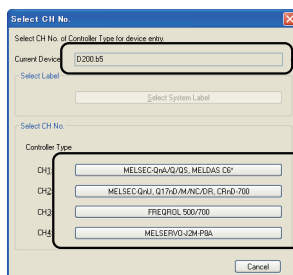 Select CH No.
Select CH No. of Controller Type for device entry.
Current Device D200.b5
Select Label
Select System Label
Select CH No.
Controller Type
CH1: MELSEC-QnA/Q/QS, MELDAS C6*
CH2: MELSEC-QnU, Q17nD/M/NC/DR, CRnD-700
CH3: FREQROL 500/700
CH4: MELSERVO-J2M-P8A
Cancel